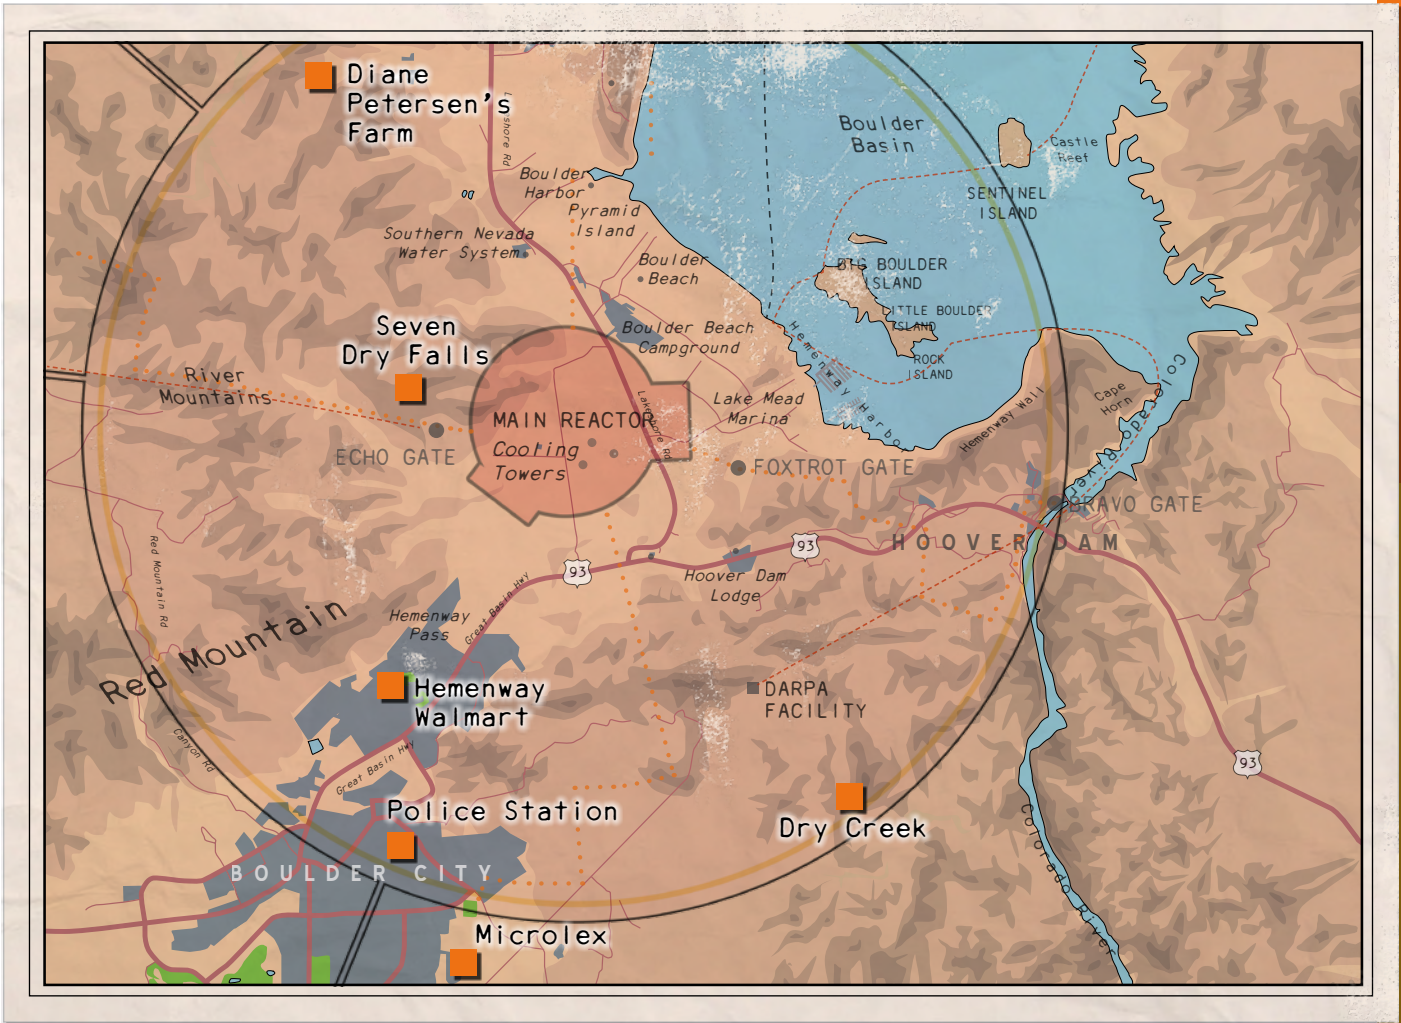 Diane
Petersen's
Farm
Lakeshore Rd
Boulder
Basin
Castle
Reef
Boulder
Harbor
SENTINEL
ISLAND
Pyramid
Island
Southern Nevada
Water System
Boulder
Beach
BIG BOULDER
ISLAND
LITTLE BOULDER
ISLAND
Seven
Dry Falls
Boulder Beach
Campground
Hemenway Harbor
ROCK
ISLAND
Colorado River
River
Mountains
Cape
Horn
Lake Mead
Marina
Hemenway Wall
MAIN REACTOR
Lakeshore Rd
Cooling
Towers
ECHO GATE
FOXTROT GATE
BRAVO GATE
HOOVER DAM
93
93
Hoover Dam
Lodge
Red Mountain Rd
Great Basin Hwy
Hemenway
Pass
Red Mountain
Hemenway
Walmart
DARPA
FACILITY
Canyon Rd
Great Basin Hwy
93
Police Station
Dry Creek
Colorado River
BOULDER CITY
Microlex